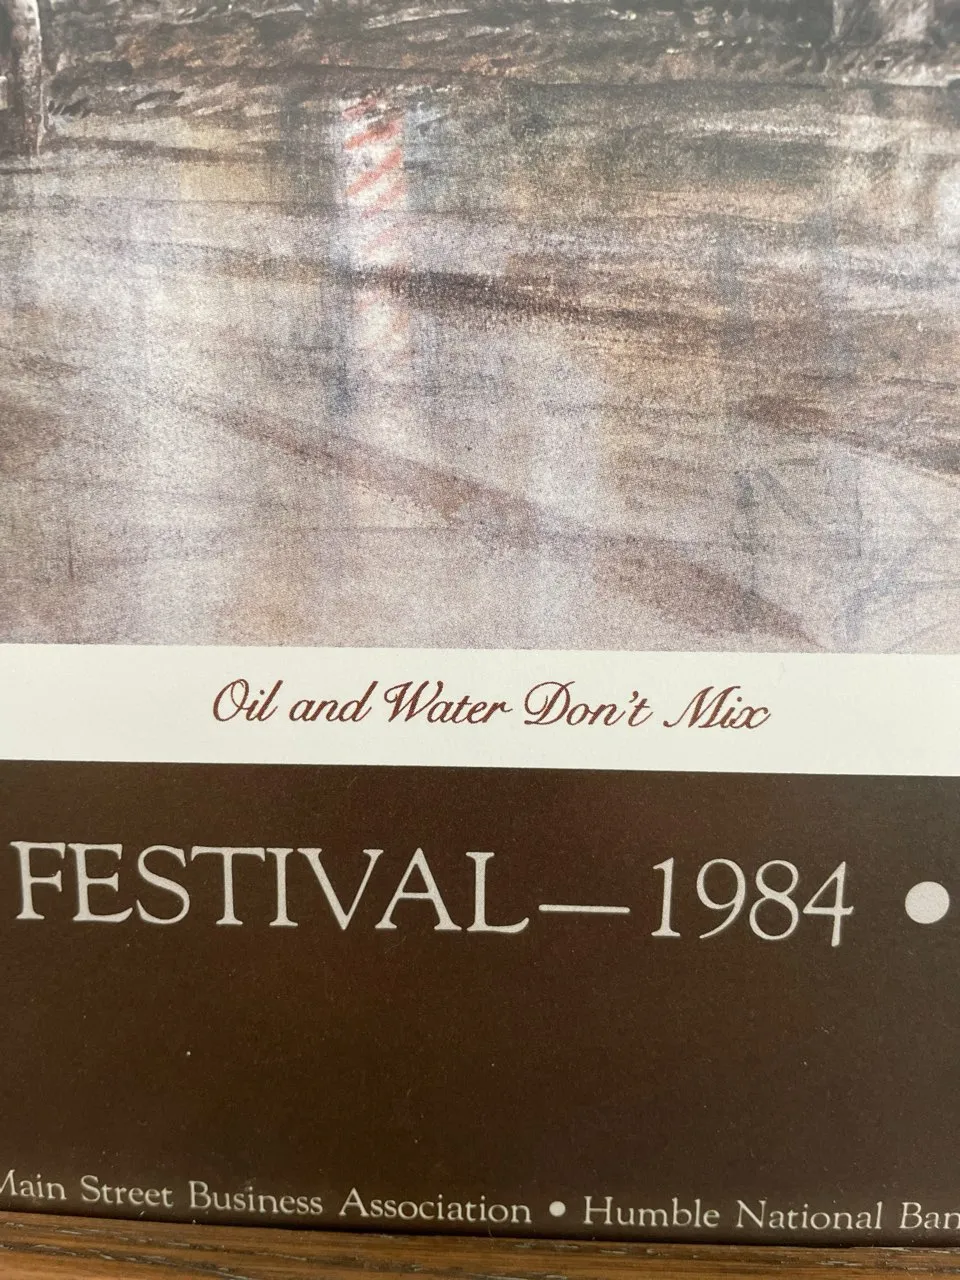 Oil and Water Don't Mix
FESTIVAL—1984 •
Main Street Business Association • Humble National Ban